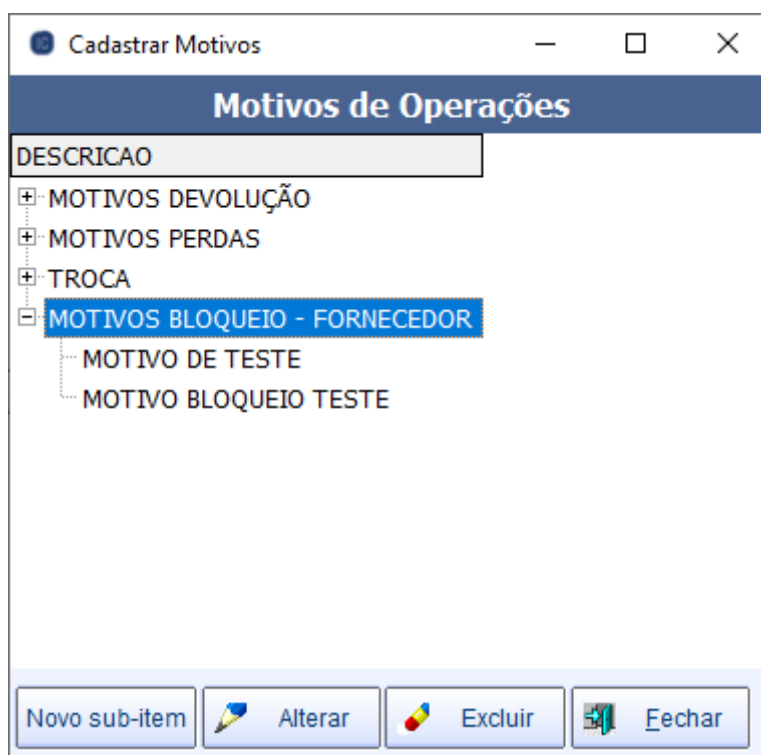 Cadastrar Motivos
Motivos de Operações
DESCRICAO
MOTIVOS DEVOLUÇÃO
MOTIVOS PERDAS
TROCA
MOTIVOS BLOQUEIO - FORNECEDOR
MOTIVO DE TESTE
MOTIVO BLOQUEIO TESTE
Novo sub-item Alterar Excluir Fechar